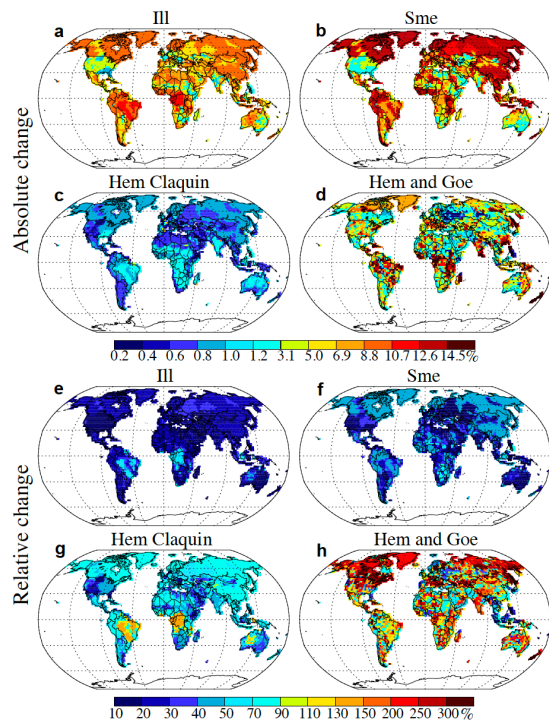 Ill
Sme
a
b
Absolute change
Hem Claquin
Hem and Goe
c
d
0.2 0.4 0.6 0.8 1.0 1.2 3.1 5.0 6.9 8.8 10.7 12.6 14.5%
Ill
Sme
e
f
Relative change
Hem Claquin
Hem and Goe
g
h
10 20 30 50 70 90 110 130 150 200 250 300%